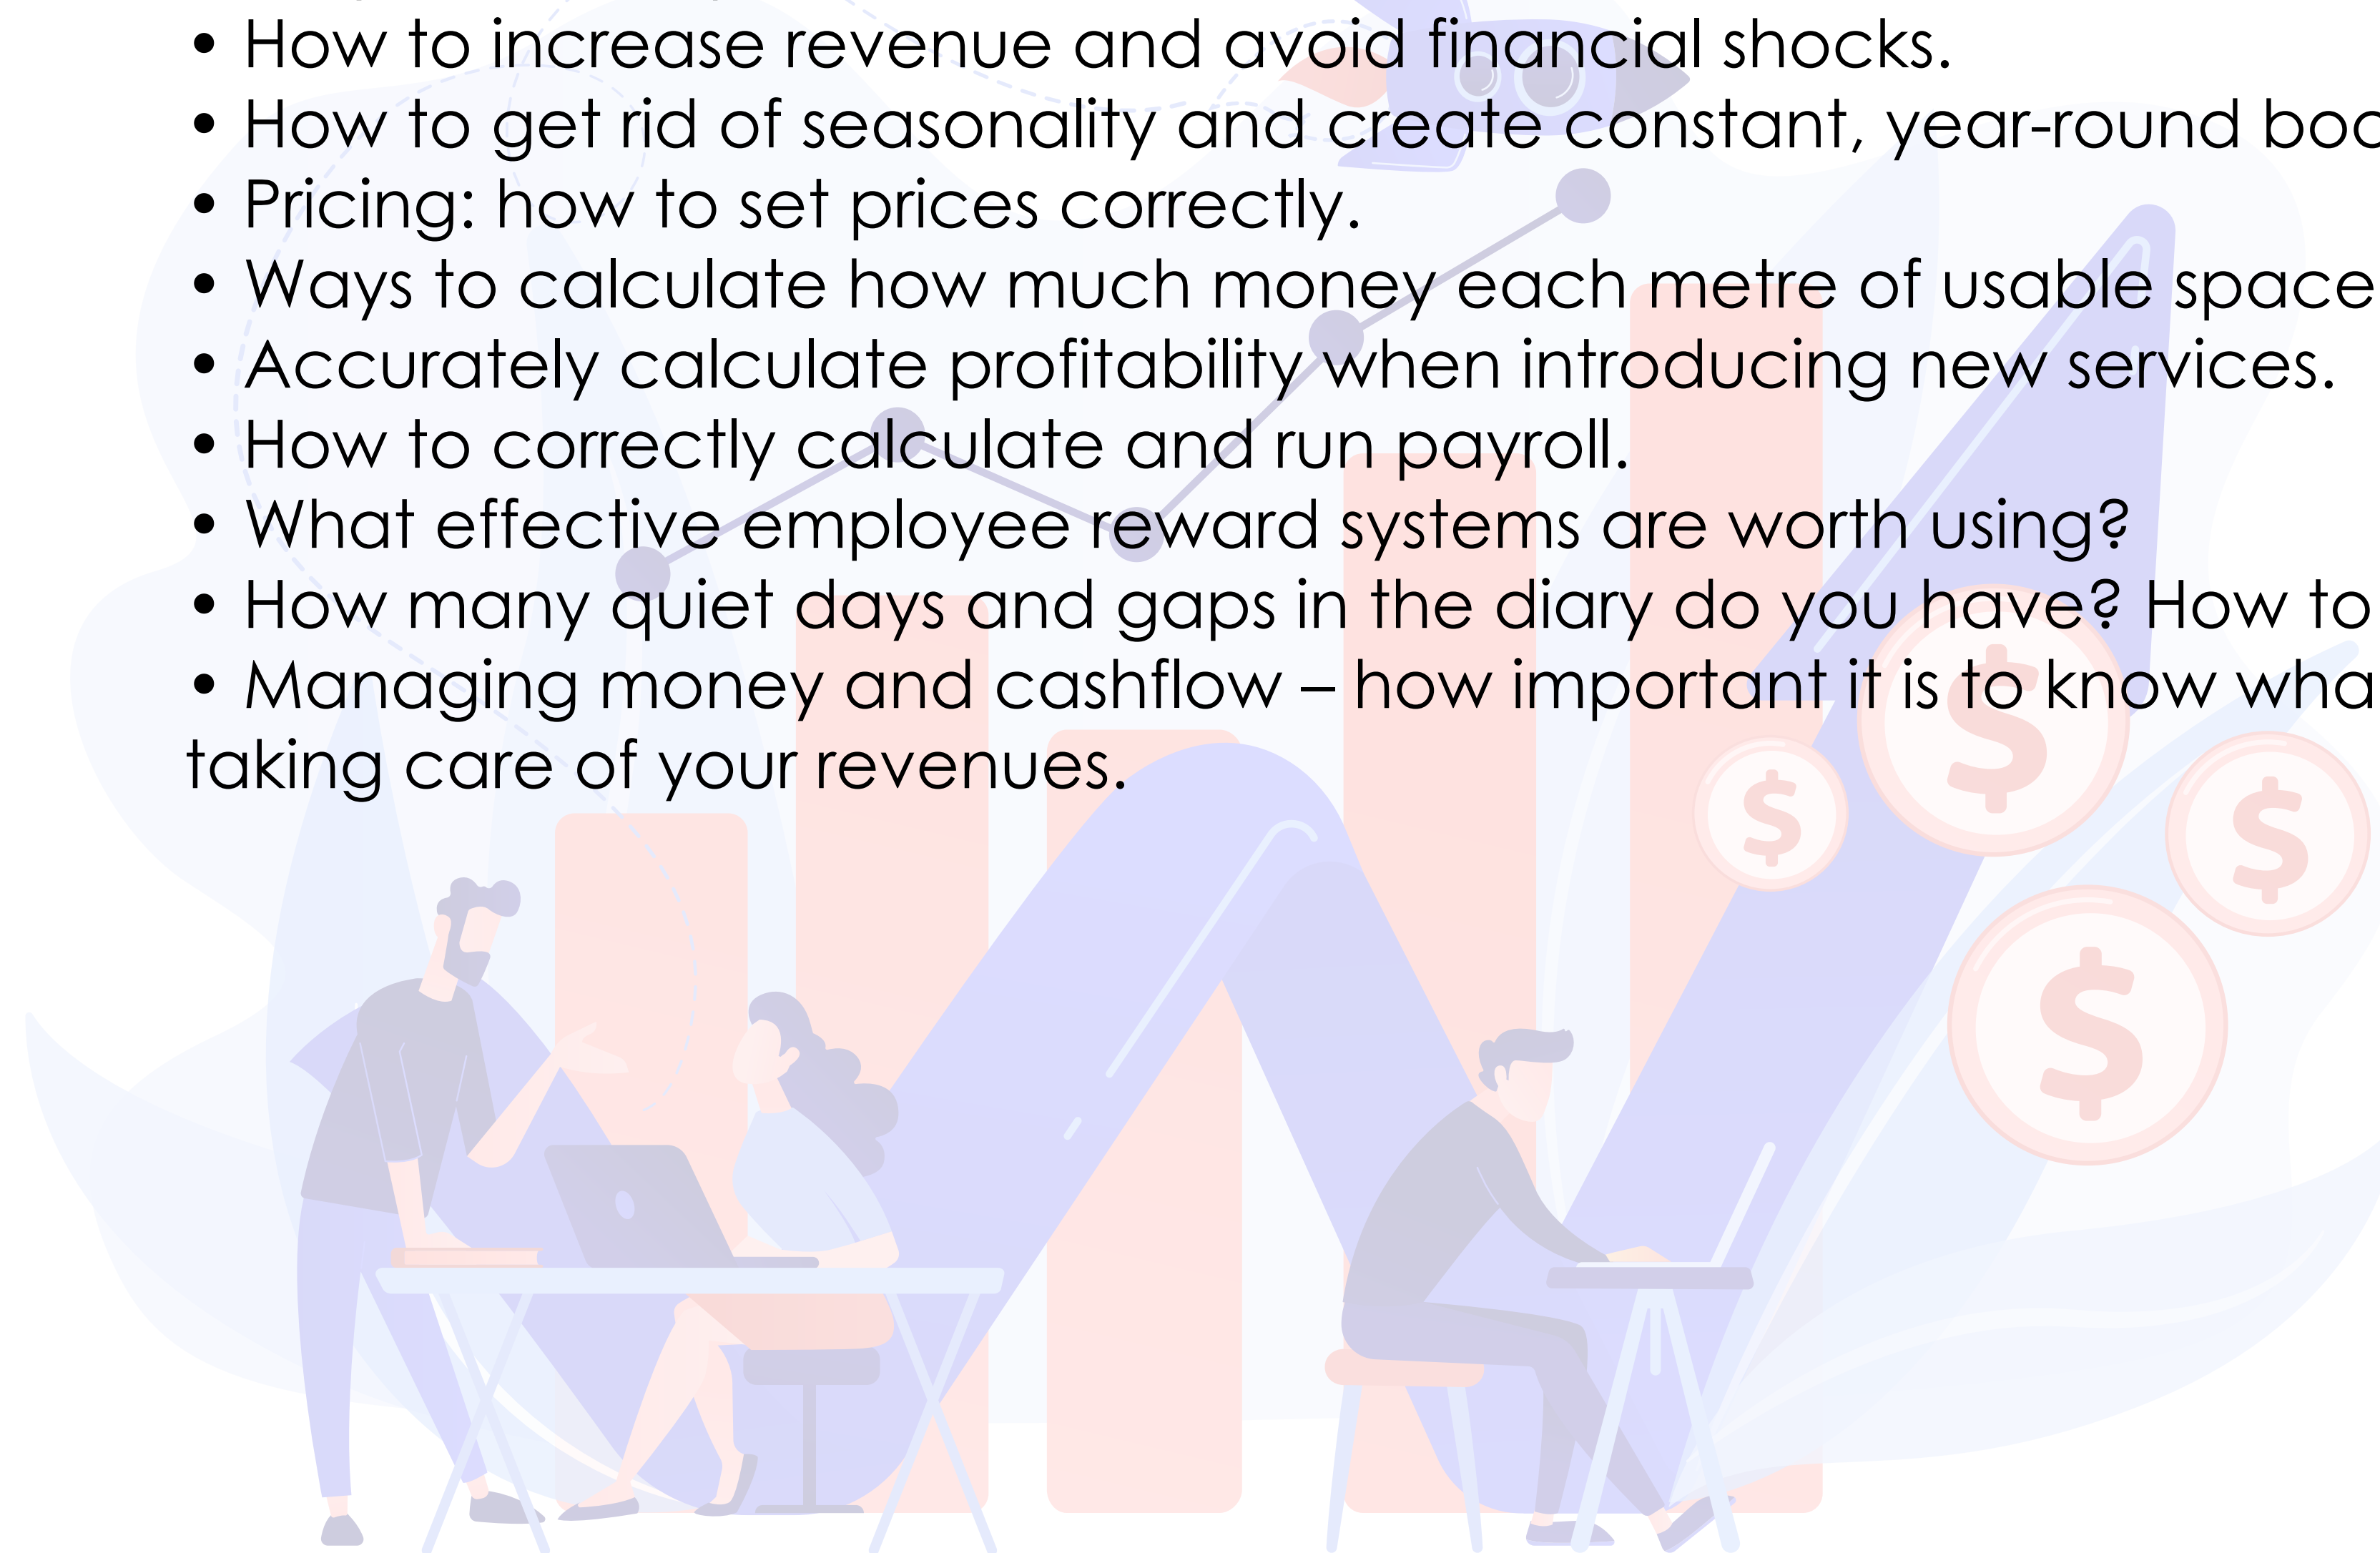 • How to increase revenue and avoid financial shocks.
• How to get rid of seasonality and create constant, year-round
• Pricing: how to set prices correctly.
• Ways to calculate how much money each metre of usable space
• Accurately calculate profitability when introducing new services.
• How to correctly calculate and run payroll.
• What effective employee reward systems are worth using?
• How many quiet days and gaps in the diary do you have? How to
• Managing money and cashflow – how important it is to know
taking care of your revenues.
$
$
$
$